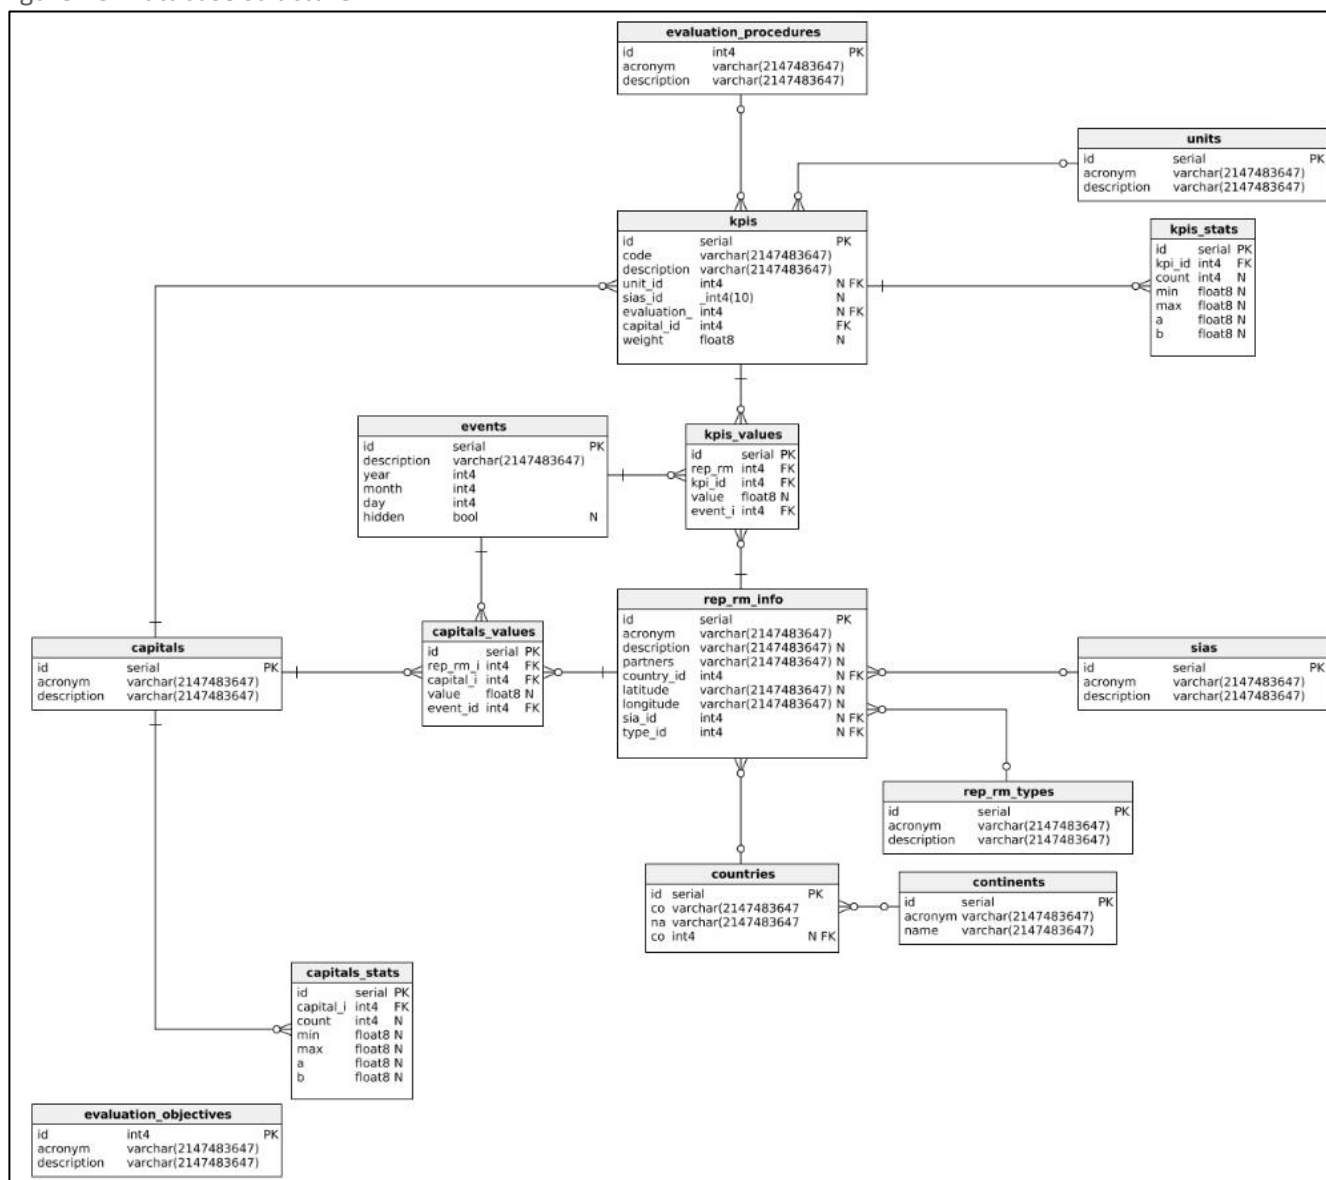 evaluation_procedures
id int4 PK
acronym varchar(2147483647)
description varchar(2147483647)
units
id serial PK
acronym varchar(2147483647)
description varchar(2147483647)
kpis
id serial PK
code varchar(2147483647)
description varchar(2147483647)
unit_id int4 N FK
sias_id _int4(10) N
evaluation_ int4 N FK
capital_id int4 FK
weight float8 N
kpis_stats
id serial PK
kpi_id int4 FK
count int4 N
min float8 N
max float8 N
a float8 N
b float8 N
events
id serial PK
description varchar(2147483647)
year int4
month int4
day int4
hidden bool N
kpis_values
id serial PK
rep_rm int4 FK
kpi_id int4 FK
value float8 N
event_i int4 FK
capitals
id serial PK
acronym varchar(2147483647)
description varchar(2147483647)
capitals_values
id serial PK
rep_rm_i int4 FK
capital_i int4 FK
value float8 N
event_id int4 FK
rep_rm_info
id serial PK
acronym varchar(2147483647)
description varchar(2147483647) N
partners varchar(2147483647) N
country_id int4 N FK
latitude varchar(2147483647) N
longitude varchar(2147483647) N
sia_id int4 N FK
type_id int4 N FK
sias
id serial PK
acronym varchar(2147483647)
description varchar(2147483647)
rep_rm_types
id serial PK
acronym varchar(2147483647)
description varchar(2147483647)
countries
id serial PK
co varchar(2147483647
na varchar(2147483647
co int4 N FK
continents
id serial PK
acronym varchar(2147483647)
name varchar(2147483647)
capitals_stats
id serial PK
capital_i int4 FK
count int4 N
min float8 N
max float8 N
a float8 N
b float8 N
evaluation_objectives
id int4 PK
acronym varchar(2147483647)
description varchar(2147483647)